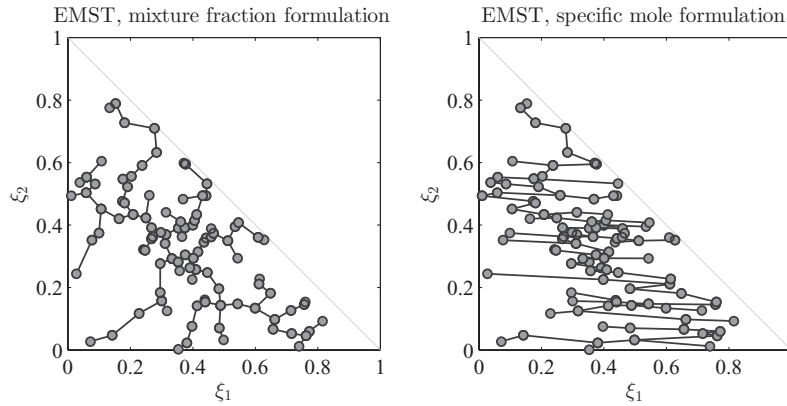 EMST, mixture fraction formulation
1
0.8
0.6
0.4
0.2
0
0 0.2 0.4 0.6 0.8 1
ξ2
ξ1
EMST, specific mole formulation
1
0.8
0.6
0.4
0.2
0
0 0.2 0.4 0.6 0.8
ξ2
ξ1